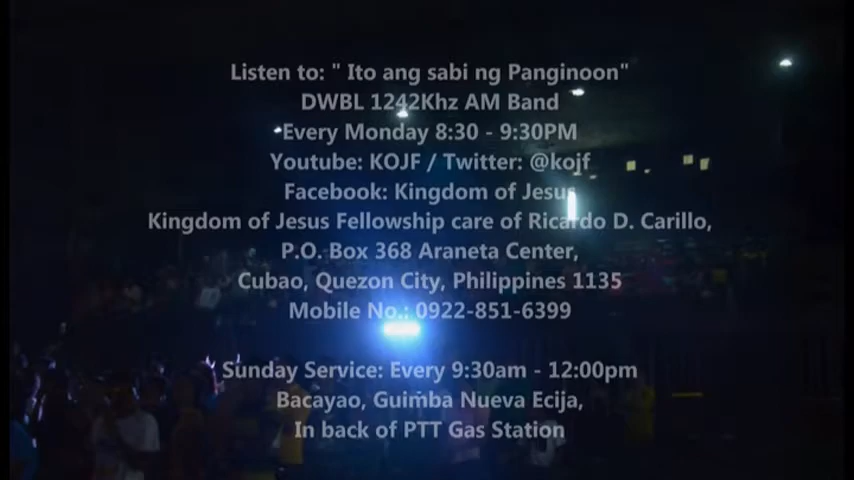 Listen to: " Ito ang sabi ng Panginoon"
DWBL 1242Khz AM Band
Every Monday 8:30 - 9:30PM
Youtube: KOJF / Twitter: @kojf
Facebook: Kingdom of Jesus
Kingdom of Jesus Fellowship care of Ricardo D. Carillo,
P.O. Box 368 Araneta Center,
Cubao, Quezon City, Philippines 1135
Mobile No.: 0922-851-6399
Sunday Service: Every 9:30am - 12:00pm
Bacayao, Guimba Nueva Ecija,
In back of PTT Gas Station